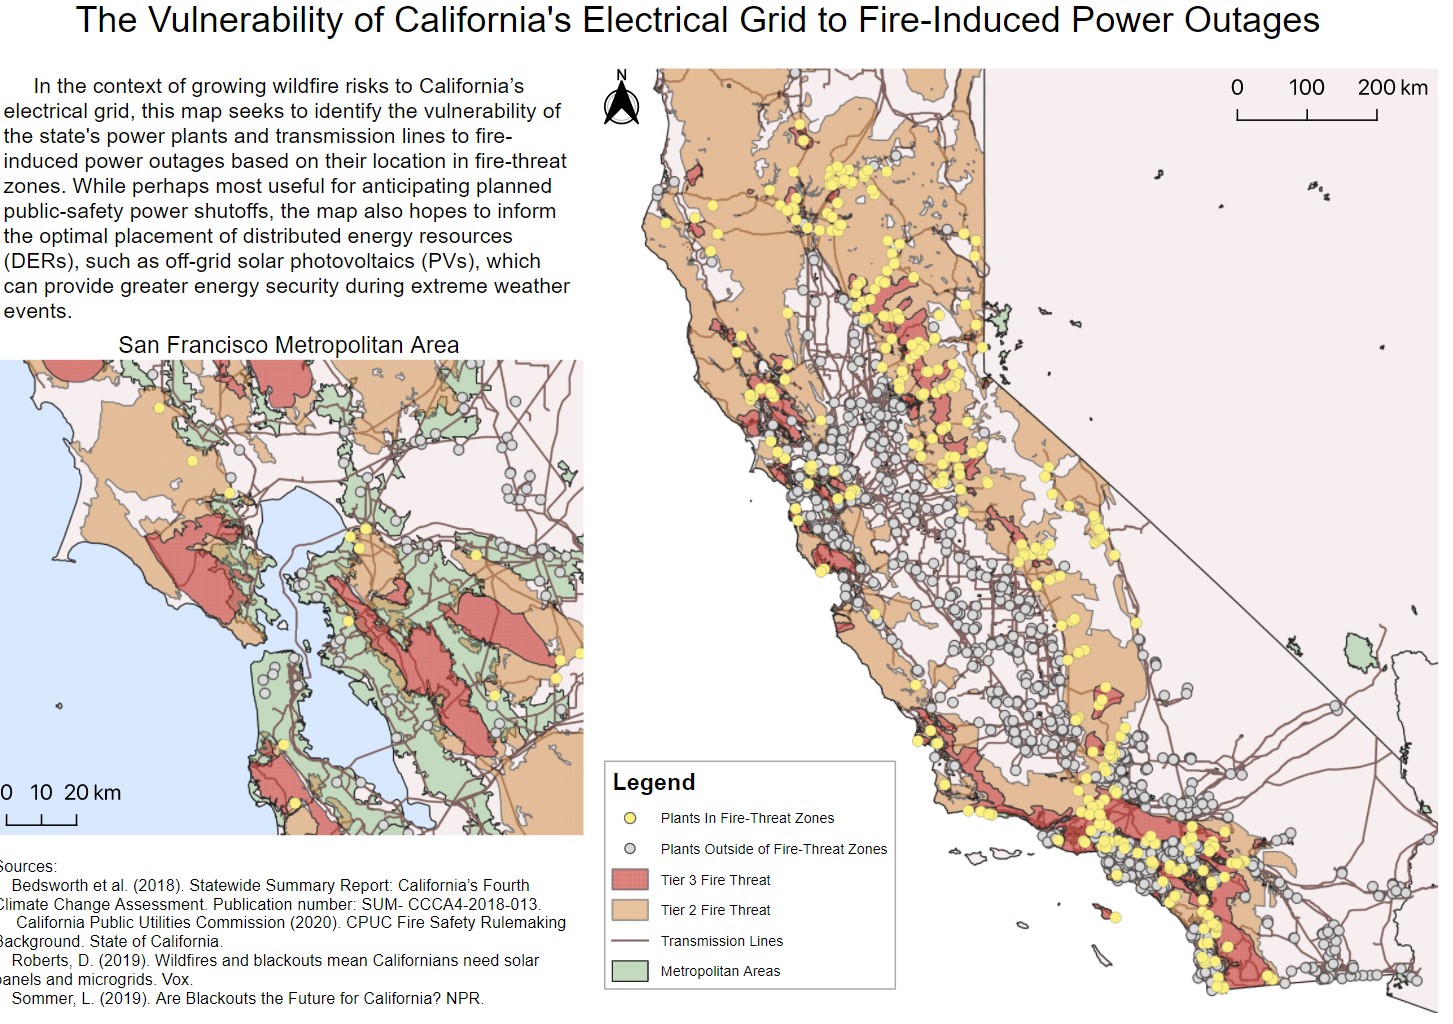 The Vulnerability of California's Electrical Grid to Fire-Induced Power Outages
In the context of growing wildfire risks to California’s
electrical grid, this map seeks to identify the vulnerability of
the state's power plants and transmission lines to fire-
induced power outages based on their location in fire-threat
zones. While perhaps most useful for anticipating planned
public-safety power shutoffs, the map also hopes to inform
the optimal placement of distributed energy resources
(DERs), such as off-grid solar photovoltaics (PVs), which
can provide greater energy security during extreme weather
events.
San Francisco Metropolitan Area
0 10 20 km
Sources:
Bedsworth et al. (2018). Statewide Summary Report: California’s Fourth
Climate Change Assessment. Publication number: SUM- CCCA4-2018-013.
California Public Utilities Commission (2020). CPUC Fire Safety Rulemaking
Background. State of California.
Roberts, D. (2019). Wildfires and blackouts mean Californians need solar
panels and microgrids. Vox.
Sommer, L. (2019). Are Blackouts the Future for California? NPR.
N
0 100 200 km
Legend
Plants In Fire-Threat Zones
Plants Outside of Fire-Threat Zones
Tier 3 Fire Threat
Tier 2 Fire Threat
Transmission Lines
Metropolitan Areas